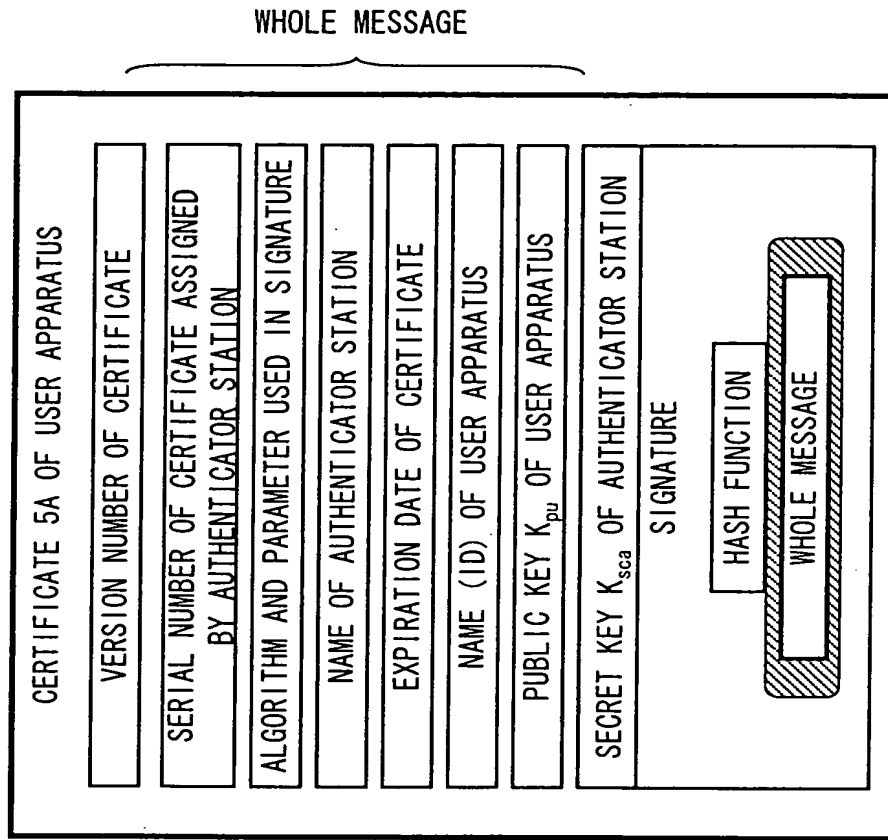 WHOLE MESSAGE
CERTIFICATE 5A OF USER APPARATUS
VERSION NUMBER OF CERTIFICATE
SERIAL NUMBER OF CERTIFICATE ASSIGNED
BY AUTHENTICATOR STATION
ALGORITHM AND PARAMETER USED IN SIGNATURE
NAME OF AUTHENTICATOR STATION
EXPIRATION DATE OF CERTIFICATE
NAME (ID) OF USER APPARATUS
PUBLIC KEY Kpu OF USER APPARATUS
SECRET KEY Ksca OF AUTHENTICATOR STATION
SIGNATURE
HASH FUNCTION
WHOLE MESSAGE